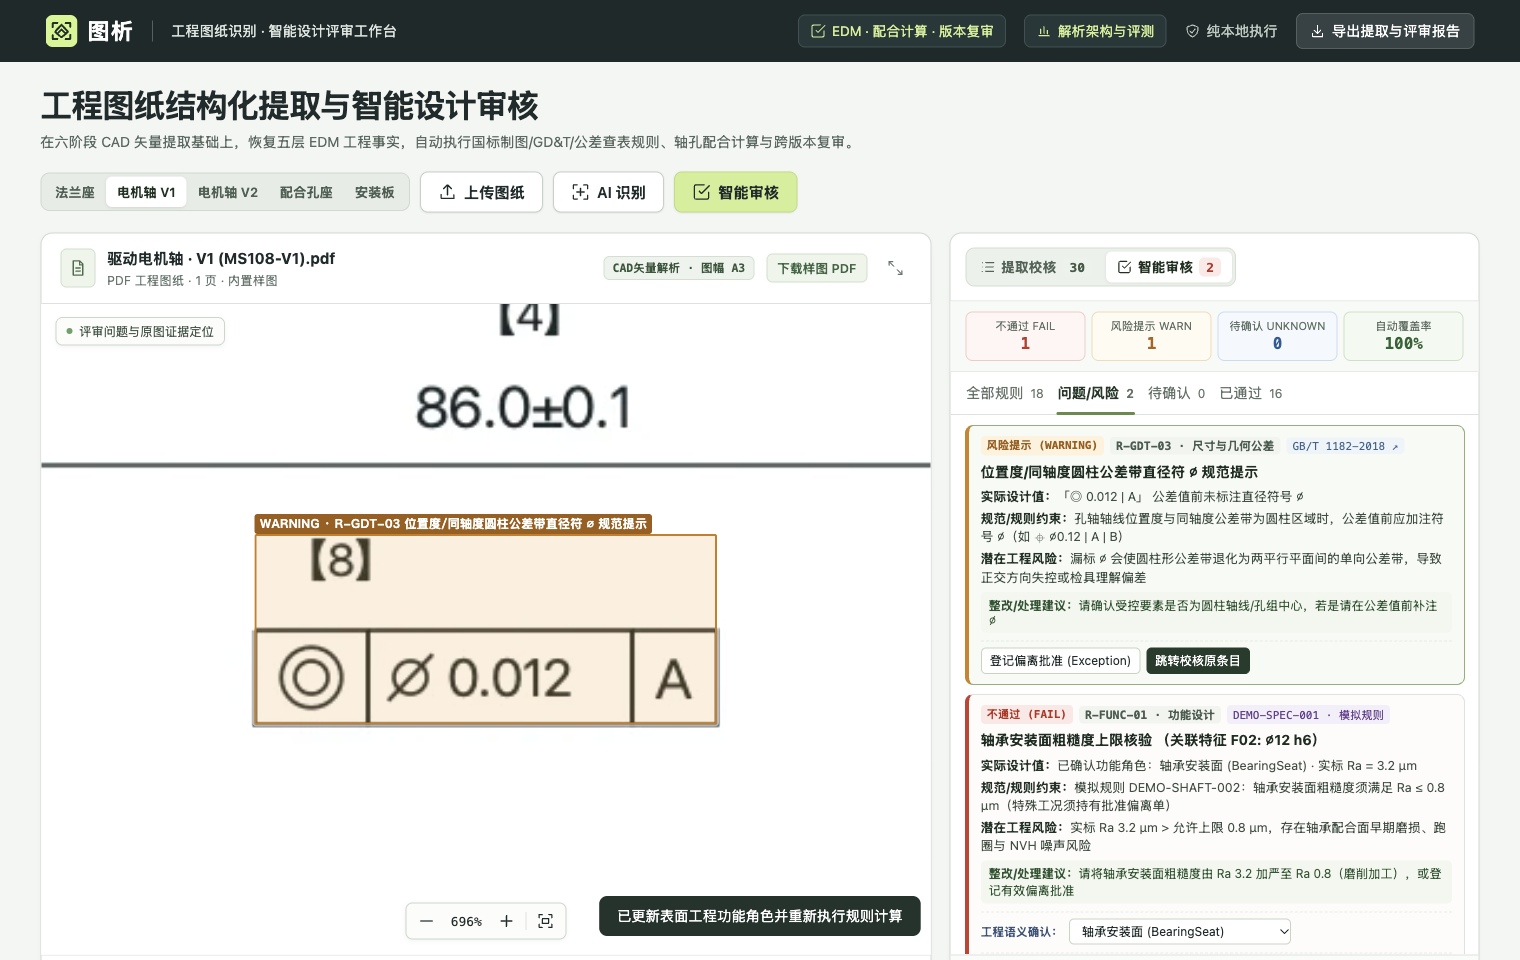 图析
工程图纸识别 · 智能设计评审工作台
EDM · 配合计算 · 版本复审
解析架构与评测
纯本地执行
导出提取与评审报告
工程图纸结构化提取与智能设计审核
在六阶段 CAD 矢量提取基础上，恢复五层 EDM 工程事实，自动执行国标制图/GD&T/公差查表规则、轴孔配合计算与跨版本复审。
法兰座
电机轴 V1
电机轴 V2
配合孔座
安装板
上传图纸
AI 识别
智能审核
驱动电机轴 · V1 (MS108-V1).pdf
PDF 工程图纸 · 1 页 · 内置样图
CAD矢量解析 · 图幅 A3
下载样图 PDF
评审问题与原图证据定位
【4】
86.0±0.1
WARNING · R-GDT-03 位置度/同轴度圆柱公差带直径符 ⌀ 规范提示
【8】
◎ ⌀ 0.012 A
696%
已更新表面工程功能角色并重新执行规则计算
提取校核 30
智能审核 2
不通过 FAIL
1
风险提示 WARN
1
待确认 UNKNOWN
0
自动覆盖率
100%
全部规则 18
问题/风险 2
待确认 0
已通过 16
风险提示 (WARNING)
R-GDT-03 · 尺寸与几何公差
GB/T 1182-2018 ↗
位置度/同轴度圆柱公差带直径符 ⌀ 规范提示
实际设计值：「◎ 0.012 | A」 公差值前未标注直径符号 ⌀
规范/规则约束：孔轴轴线位置度与同轴度公差带为圆柱区域时，公差值前应加注符
号 ⌀（如 ⌖ ⌀0.12 | A | B）
潜在工程风险：漏标 ⌀ 会使圆柱形公差带退化为两平行平面间的单向公差带，导致
正交方向失控或检具理解偏差
整改/处理建议：请确认受控要素是否为圆柱轴线/孔组中心，若是请在公差值前补注
⌀
登记偏离批准 (Exception)
跳转校核原条目
不通过 (FAIL)
R-FUNC-01 · 功能设计
DEMO-SPEC-001 · 模拟规则
轴承安装面粗糙度上限核验 （关联特征 F02: ⌀12 h6）
实际设计值：已确认功能角色：轴承安装面 (BearingSeat) · 实标 Ra = 3.2 μm
规范/规则约束：模拟规则 DEMO-SHAFT-002：轴承安装面粗糙度须满足 Ra ≤ 0.8
μm（特殊工况须持有批准偏离单）
潜在工程风险：实标 Ra 3.2 μm > 允许上限 0.8 μm，存在轴承配合面早期磨损、跑
圈与 NVH 噪声风险
整改/处理建议：请将轴承安装面粗糙度由 Ra 3.2 加严至 Ra 0.8（磨削加工），或登
记有效偏离批准
工程语义确认：
轴承安装面 (BearingSeat)